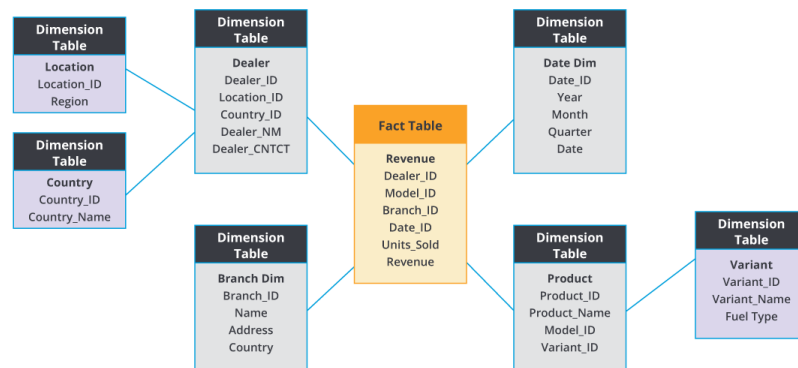 Dimension
Table
Location
Location_ID
Region
Dimension
Table
Country
Country_ID
Country_Name
Dimension
Table
Dealer
Dealer_ID
Location_ID
Country_ID
Dealer_NM
Dealer_CNTCT
Dimension
Table
Branch Dim
Branch_ID
Name
Address
Country
Fact Table
Revenue
Dealer_ID
Model_ID
Branch_ID
Date_ID
Units_Sold
Revenue
Dimension
Table
Date Dim
Date_ID
Year
Month
Quarter
Date
Dimension
Table
Product
Product_ID
Product_Name
Model_ID
Variant_ID
Dimension
Table
Variant
Variant_ID
Variant_Name
Fuel Type